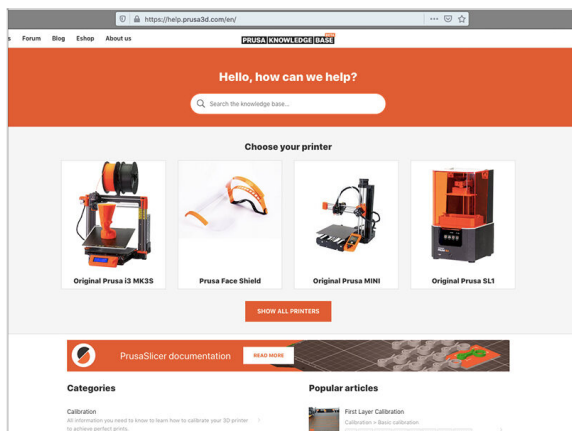 https://help.prusa3d.com/en/
s Forum Blog Eshop About us
PRUSA KNOWLEDGE BASE
BETA
Hello, how can we help?
Search the knowledge base...
Choose your printer
Original Prusa i3 MK3S
Prusa Face Shield
Original Prusa MINI
Original Prusa SL1
SHOW ALL PRINTERS
PrusaSlicer documentation
READ MORE
Categories
Popular articles
Calibration
All information you need to know to learn how to calibrate your 3D printer
to achieve perfect prints.
First Layer Calibration
Calibration > Basic calibration